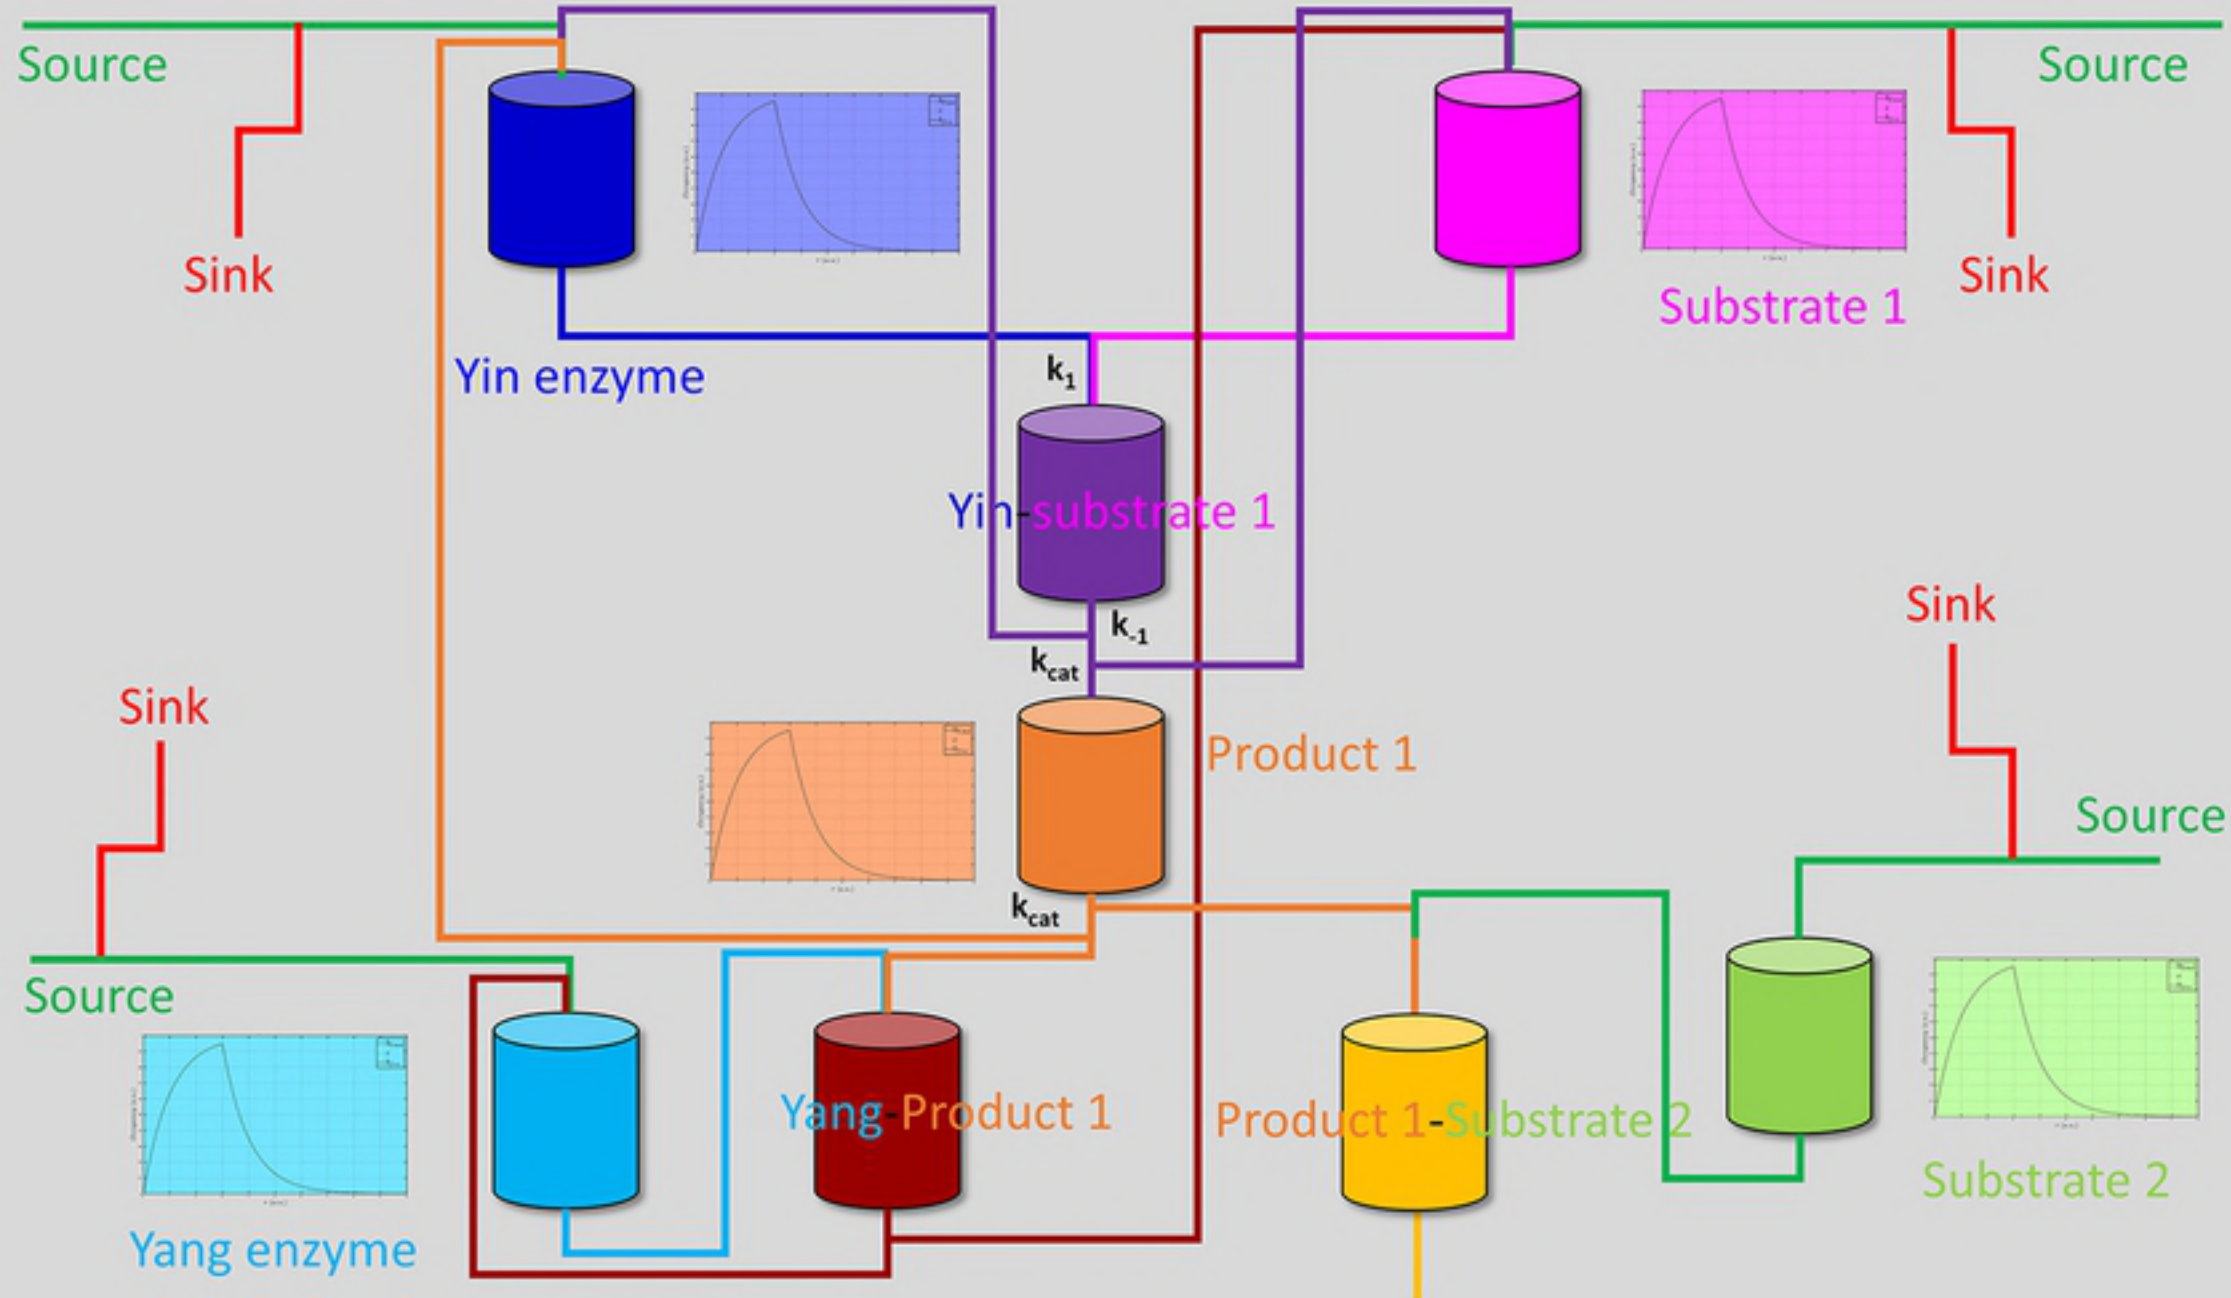 Source
Source
Sink
Sink
Substrate 1
Yin enzyme
k1
Yin-substrate 1
Sink
k-1
kcat
Sink
Product 1
Source
kcat
Source
Yang-Product 1
Product 1-Substrate 2
Substrate 2
Yang enzyme